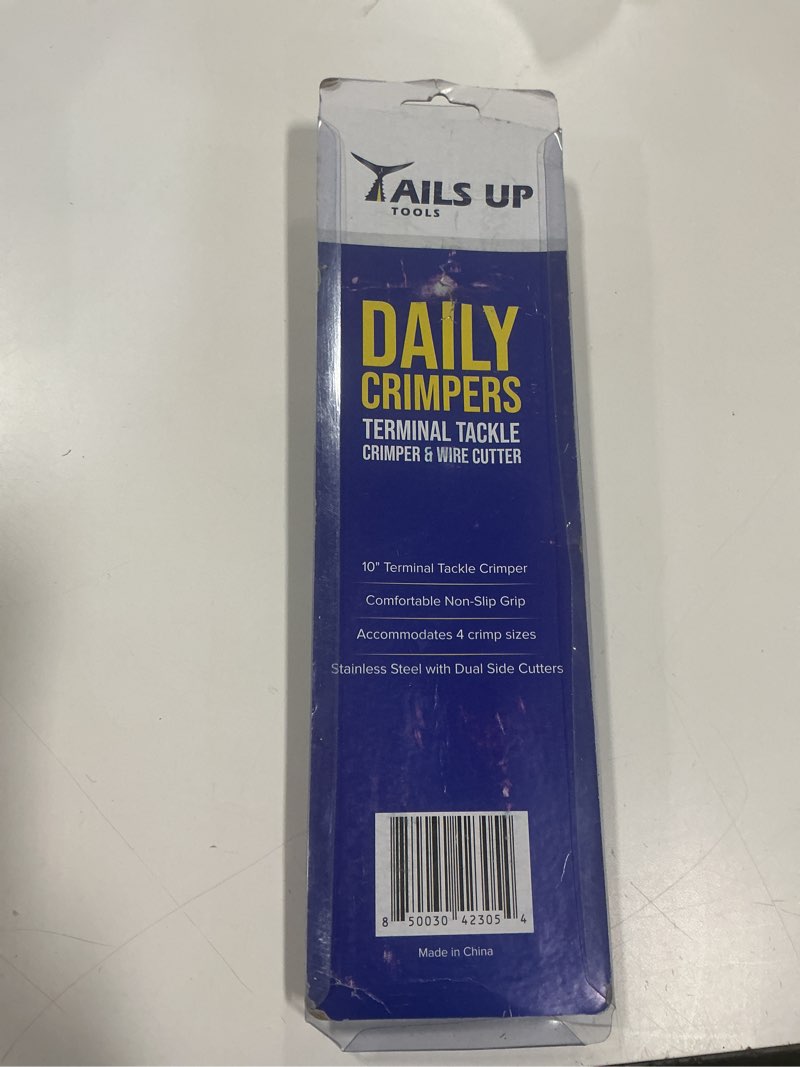 TAILS UP
TOOLS
DAILY
CRIMPERS
TERMINAL TACKLE
CRIMPER & WIRE CUTTER
10" Terminal Tackle Crimper
Comfortable Non-Slip Grip
Accommodates 4 crimp sizes
Stainless Steel with Dual Side Cutters
8 50030 42305 4
Made in China